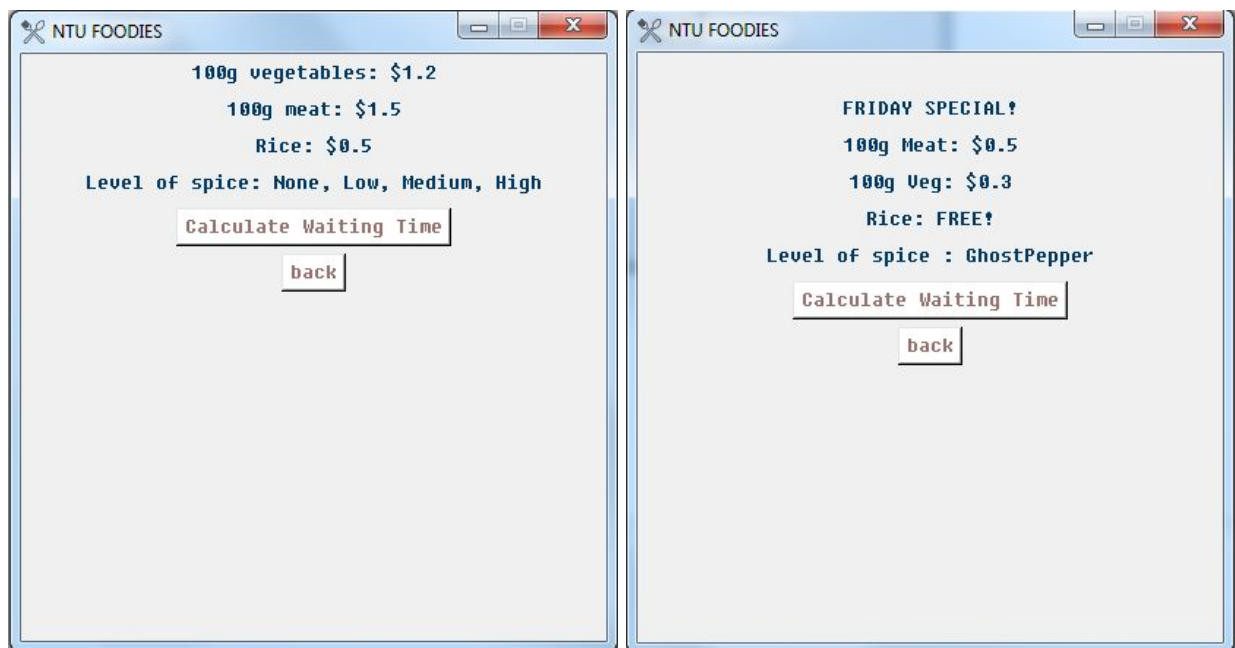 NTU FOODIES
100g vegetables: $1.2
100g meat: $1.5
Rice: $0.5
Level of spice: None, Low, Medium, High
Calculate Waiting Time
back
NTU FOODIES
FRIDAY SPECIAL!
100g Meat: $0.5
100g Veg: $0.3
Rice: FREE!
Level of spice : GhostPepper
Calculate Waiting Time
back